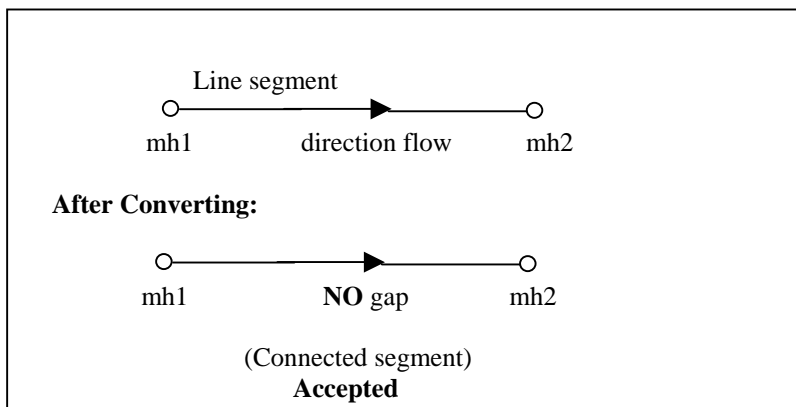 Line segment
mh1 direction flow mh2
After Converting:
mh1 NO gap mh2
(Connected segment)
Accepted